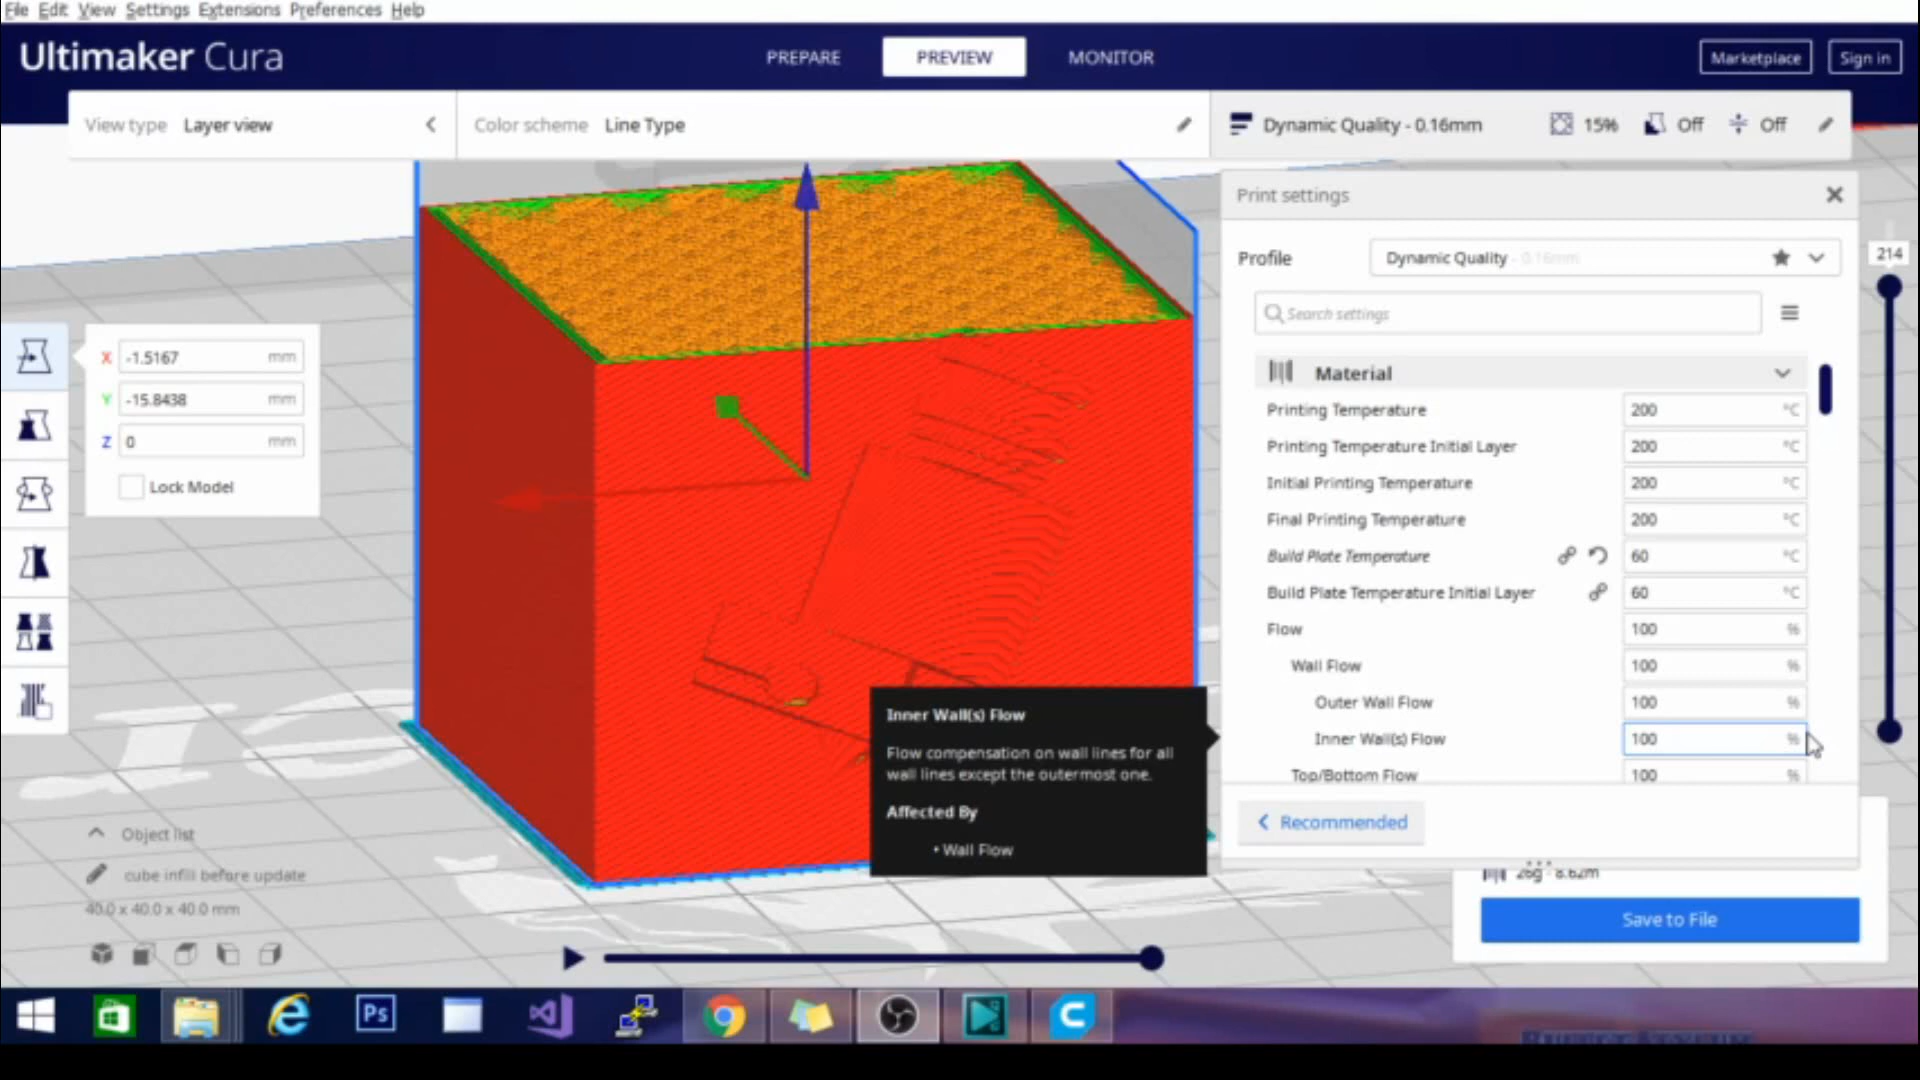 File Edit View Settings Extensions Preferences Help
Ultimaker Cura
PREPARE
PREVIEW
MONITOR
Marketplace
Sign in
View type Layer view
Color scheme Line Type
Dynamic Quality - 0.16mm
15%
Off
Off
Print settings
Profile
Dynamic Quality - 0.16mm
214
Search settings
X -1.5167 mm
Y -15.8438 mm
Z 0 mm
Lock Model
Material
Printing Temperature 200 °C
Printing Temperature Initial Layer 200 °C
Initial Printing Temperature 200 °C
Final Printing Temperature 200 °C
Build Plate Temperature 60 °C
Build Plate Temperature Initial Layer 60 °C
Flow 100 %
Wall Flow 100 %
Outer Wall Flow 100 %
Inner Wall(s) Flow 100 %
Top/Bottom Flow 100 %
Inner Wall(s) Flow
Flow compensation on wall lines for all
wall lines except the outermost one.
Affected By
• Wall Flow
Recommended
Object list
cube infill before update
40.0 x 40.0 x 40.0 mm
26g · 8.62m
Save to File
Ps